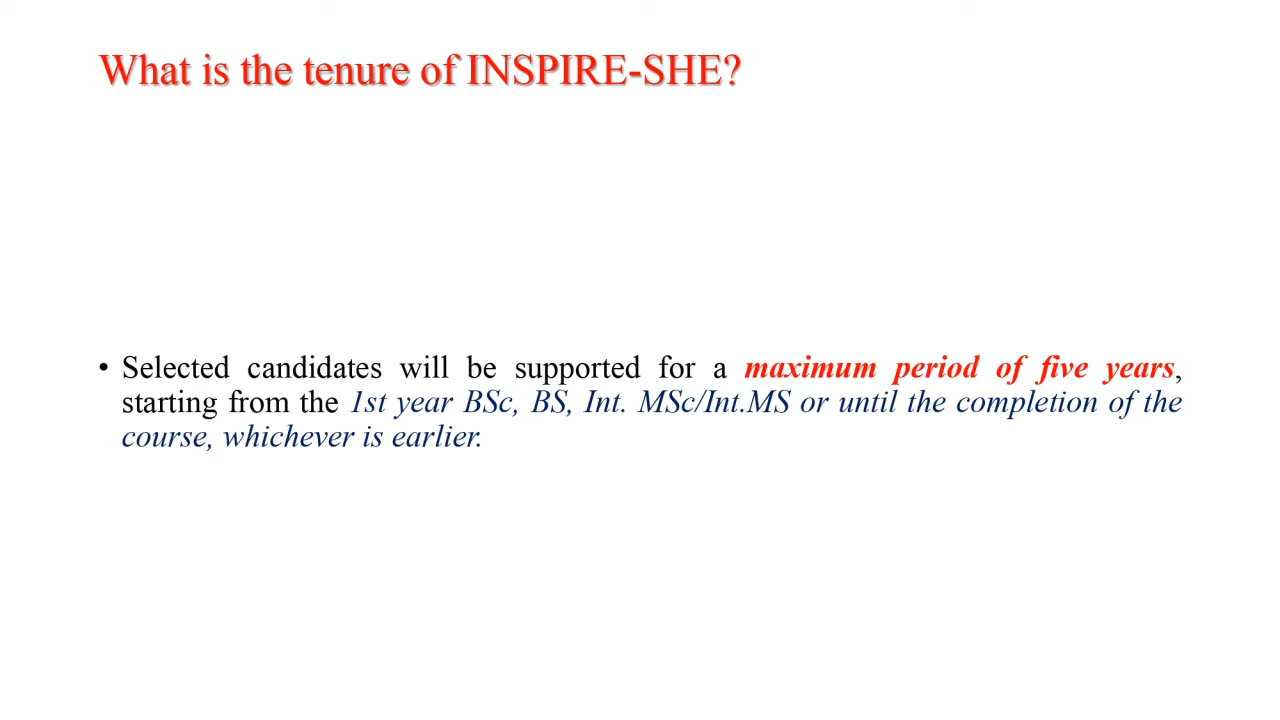 What is the tenure of INSPIRE-SHE?
• Selected candidates will be supported for a maximum period of five years,
starting from the 1st year BSc, BS, Int. MSc/Int.MS or until the completion of the
course, whichever is earlier.